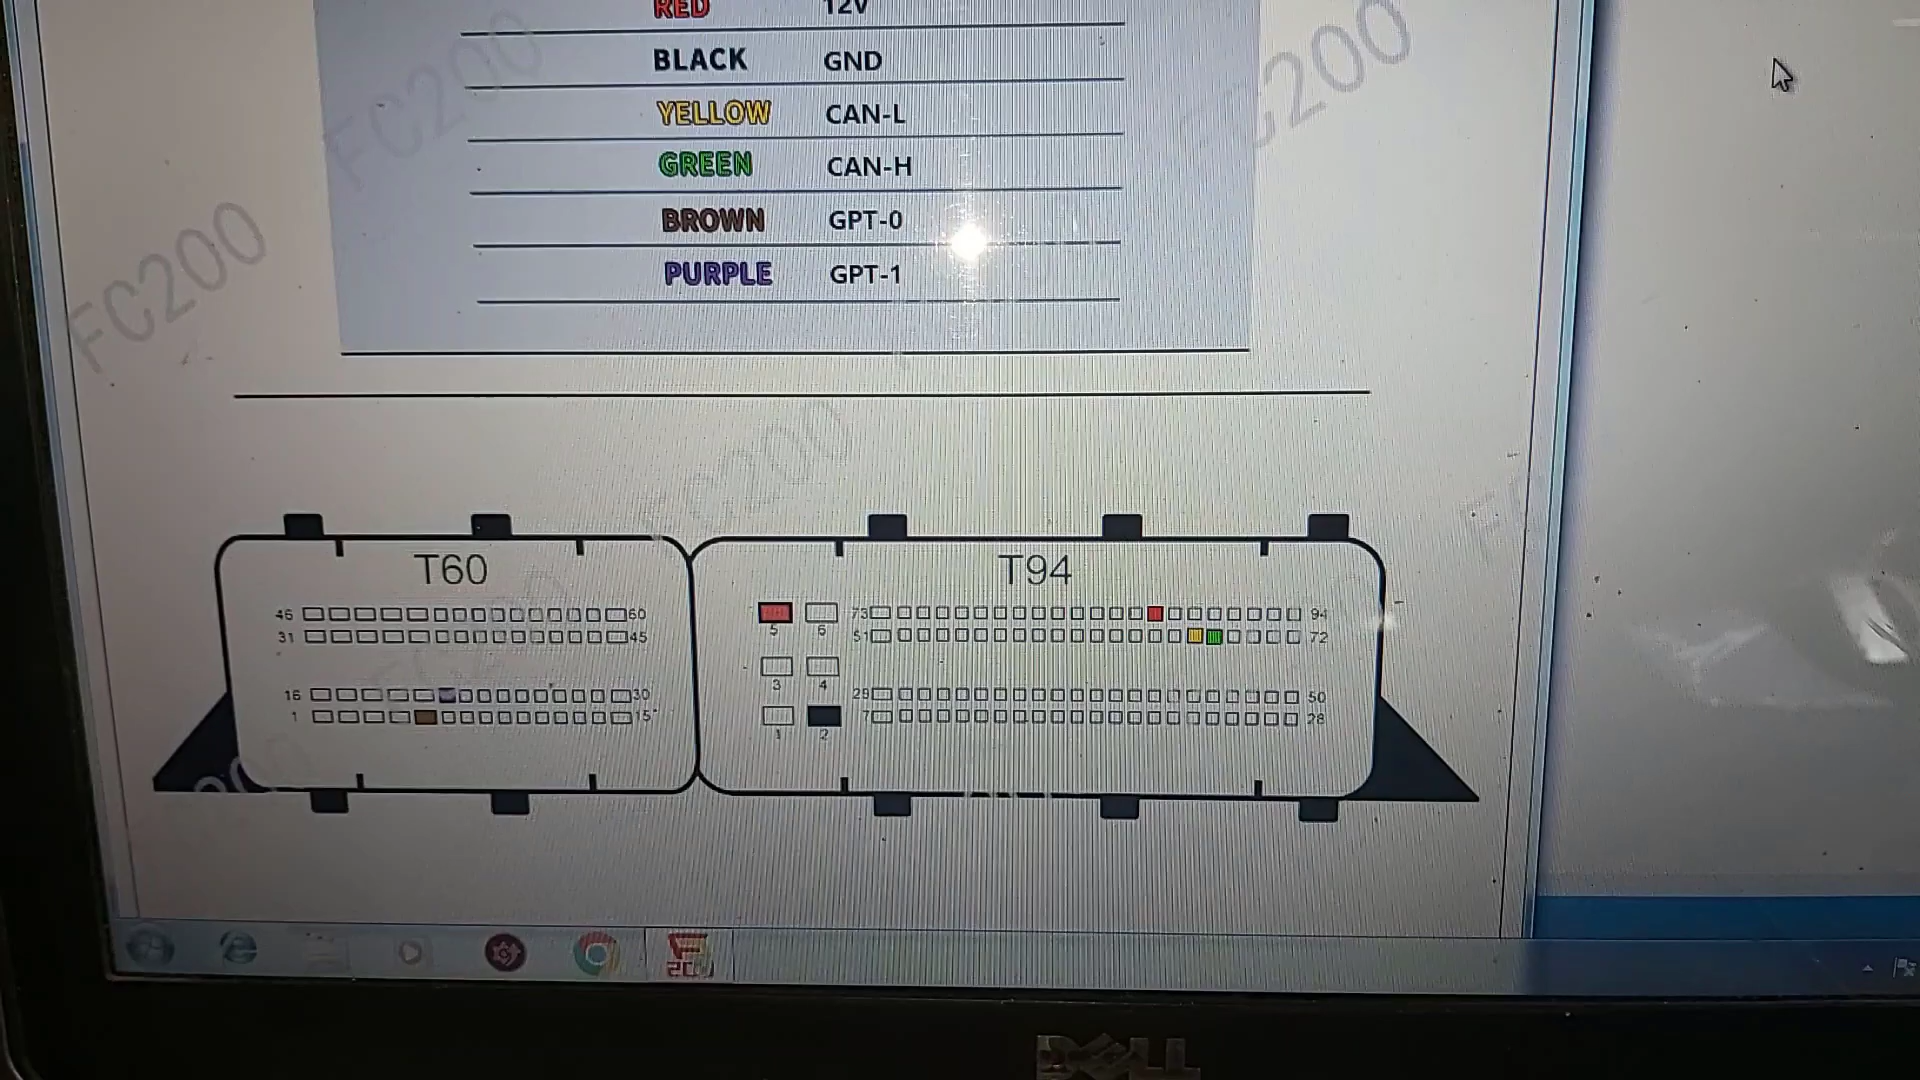 RED 12V
BLACK GND
YELLOW CAN-L
GREEN CAN-H
BROWN GPT-0
PURPLE GPT-1
FC200
FC200
FC200
FC200
T60
T94
46 60
31 45
16 30
1 15
5 6
3 4
1 2
73 94
51 72
29 50
7 28
DELL